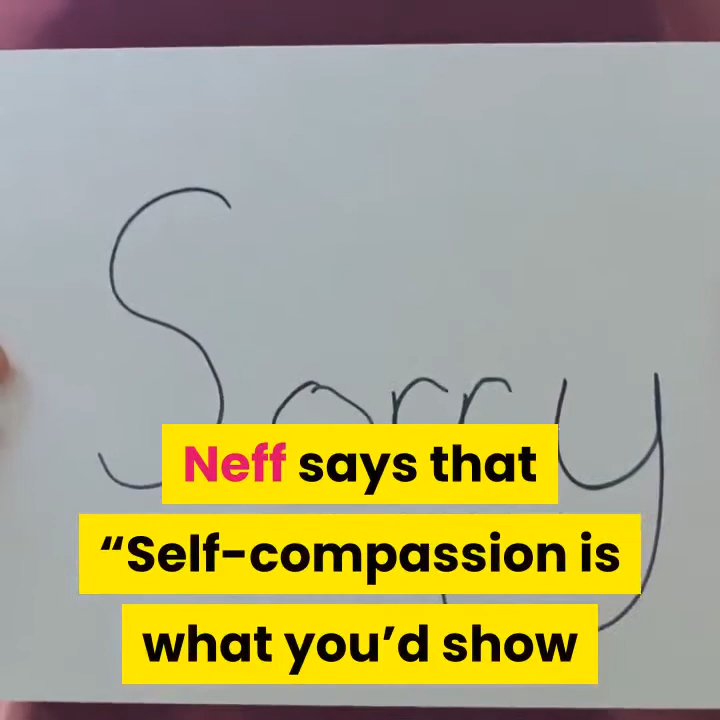 Sorry
Neff says that
“Self-compassion is
what you’d show